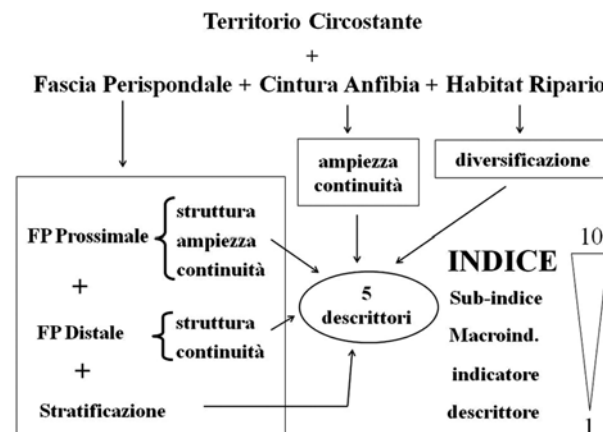 Territorio Circostante
+
Fascia Perispondale + Cintura Anfibia + Habitat Ripario
ampiezza
continuità
diversificazione
FP Prossimale
struttura
ampiezza
continuità
+
FP Distale
struttura
continuità
+
Stratificazione
5
descrittori
INDICE
Sub-indice
Macroind.
indicatore
descrittore
10
1